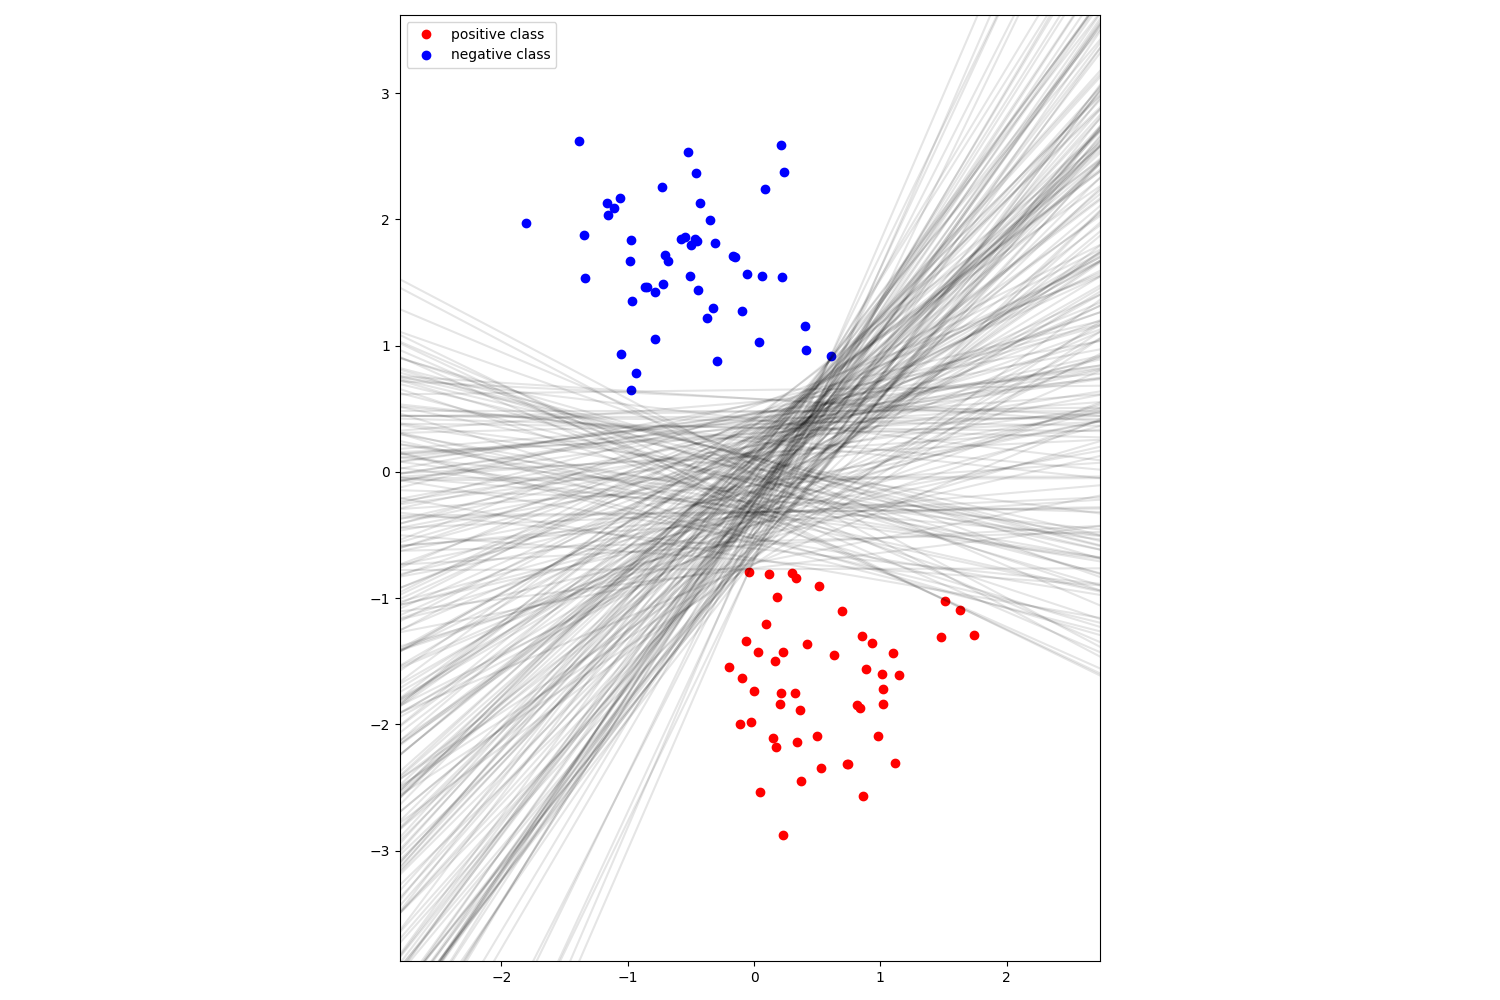 positive class
negative class
3
2
1
0
−1
−2
−3
−2 −1 0 1 2